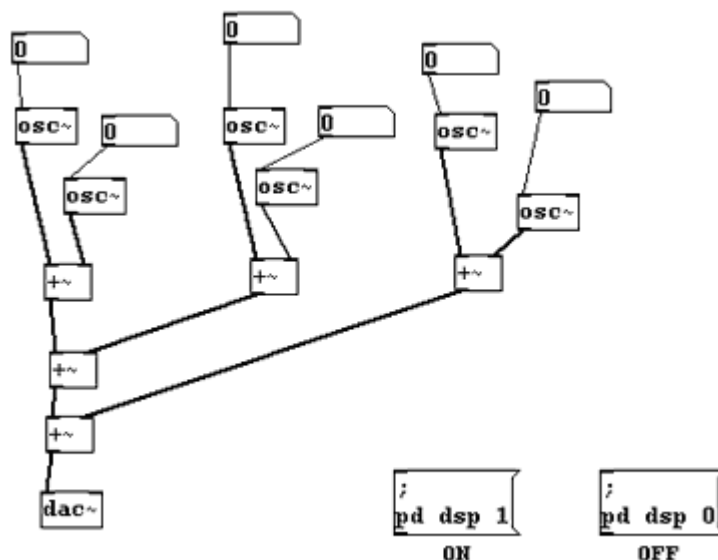 0
0
0
0
0
0
osc~
osc~
osc~
osc~
osc~
osc~
+~
+~
+~
+~
+~
dac~
;
pd dsp 1
;
pd dsp 0
ON
OFF